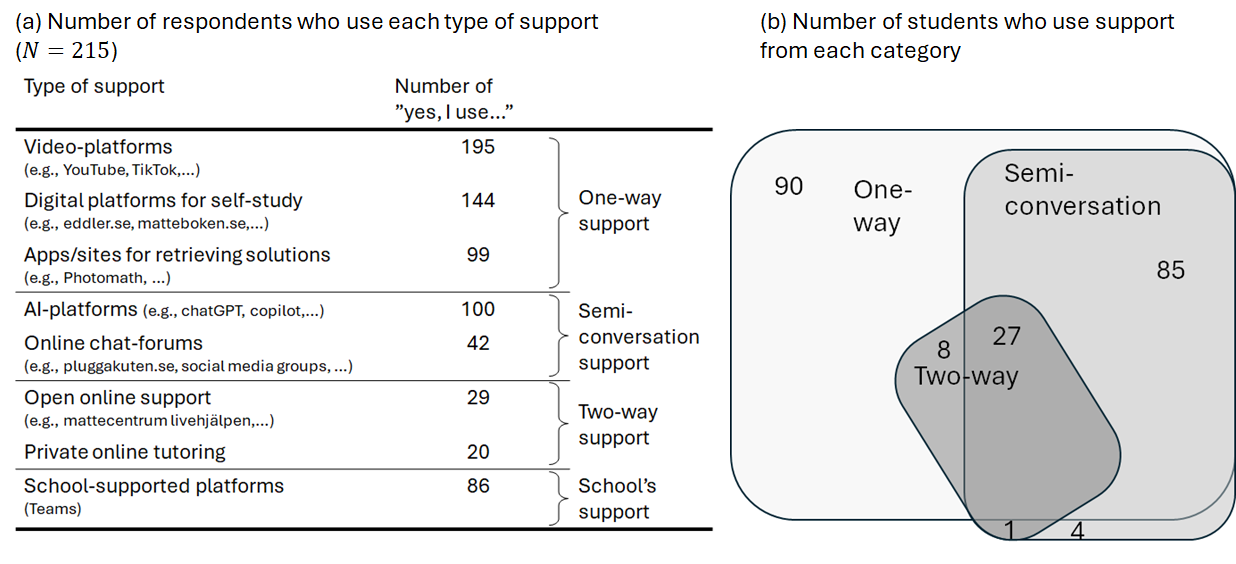 (a) Number of respondents who use each type of support
(N = 215)
Type of support
Number of
"yes, I use..."
Video-platforms
195
(e.g., YouTube, TikTok,...)
Digital platforms for self-study
144
(e.g., eddler.se, matteboken.se,...)
Apps/sites for retrieving solutions
99
(e.g., Photomath, ...)
One-way
support
AI-platforms (e.g., chatGPT, copilot,...)
100
Online chat-forums
42
(e.g., pluggakuten.se, social media groups, ...)
Semi-
conversation
support
Open online support
29
(e.g., mattecentrum livehjälpen,...)
Private online tutoring
20
Two-way
support
School-supported platforms
86
(Teams)
School's
support
(b) Number of students who use support
from each category
90
One-
way
Semi-
conversation
85
8
27
Two-way
1
4